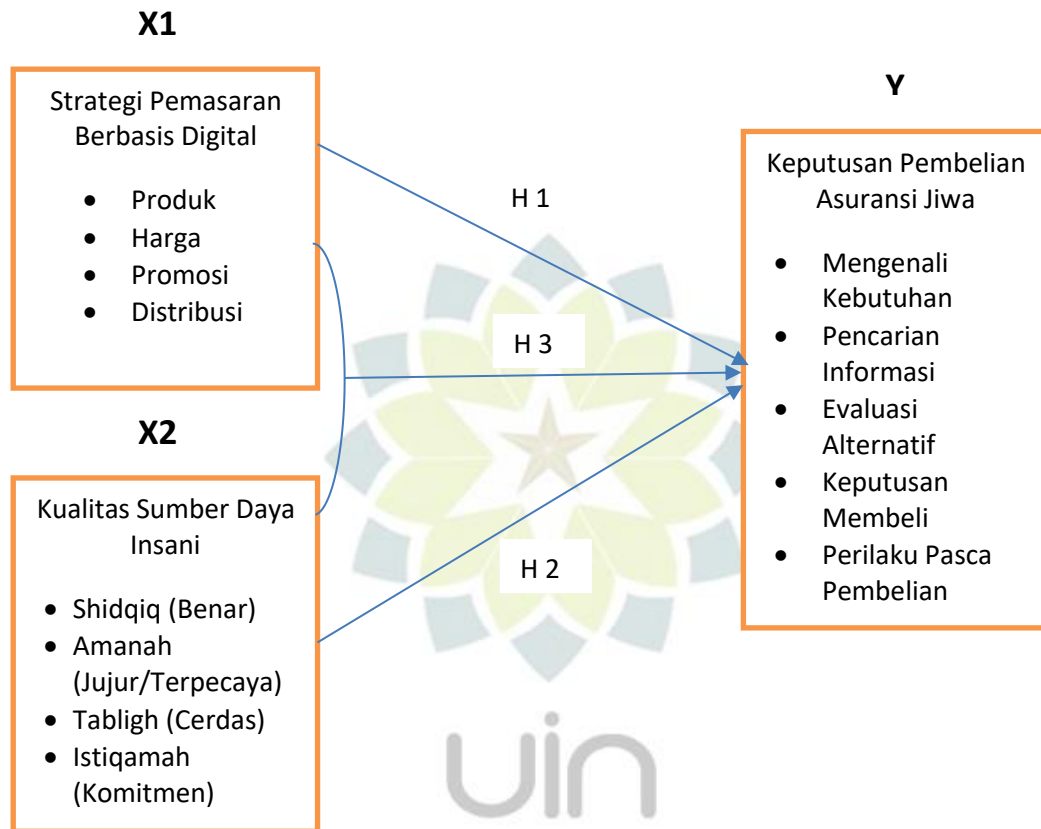 X1
Strategi Pemasaran
Berbasis Digital
• Produk
• Harga
• Promosi
• Distribusi
X2
Kualitas Sumber Daya
Insani
• Shidqiq (Benar)
• Amanah
(Jujur/Terpecaya)
• Tabligh (Cerdas)
• Istiqamah
(Komitmen)
H 1
H 3
H 2
Y
Keputusan Pembelian
Asuransi Jiwa
• Mengenali
Kebutuhan
• Pencarian
Informasi
• Evaluasi
Alternatif
• Keputusan
Membeli
• Perilaku Pasca
Pembelian
uin